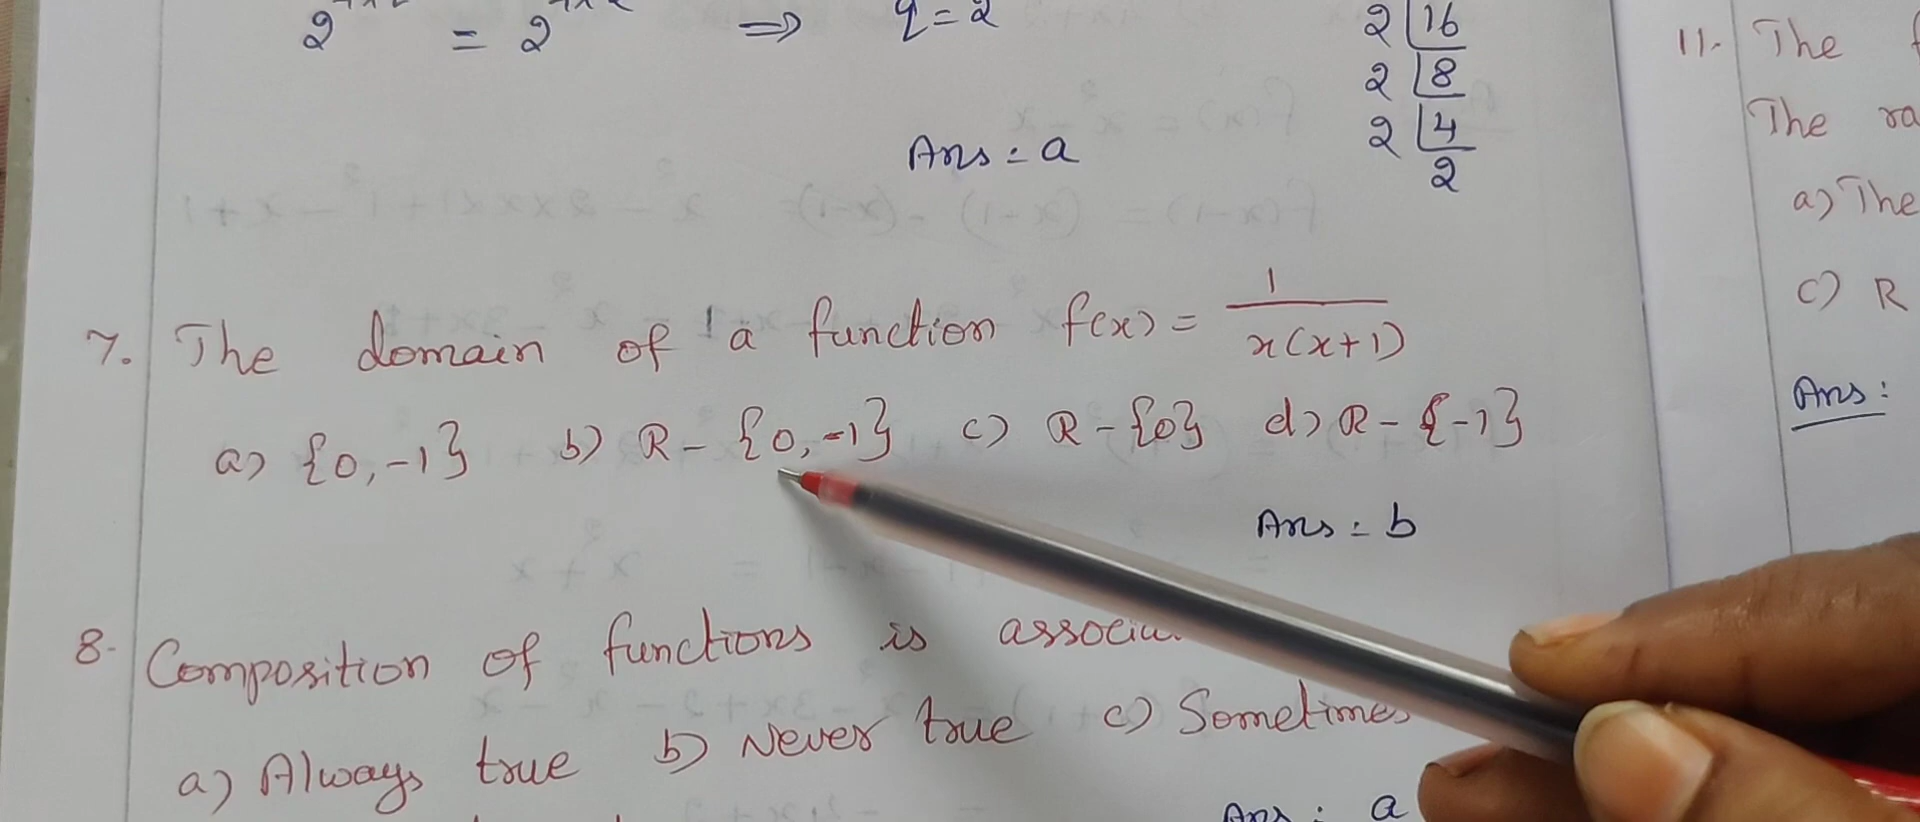 = 2 ⇒ q = 2
2 | 16
2 | 8
2 | 4
2
Ans : a
7. The domain of a function f(x) = 1 / x(x+1)
a) {0,-1} b) R - {0,-1} c) R - {0} d) R - {-1}
Ans : b
8. Composition of functions is
a) Always true b) Never true c) Sometimes
Ans : a
11. The
The
a) The
c) R
Ans :